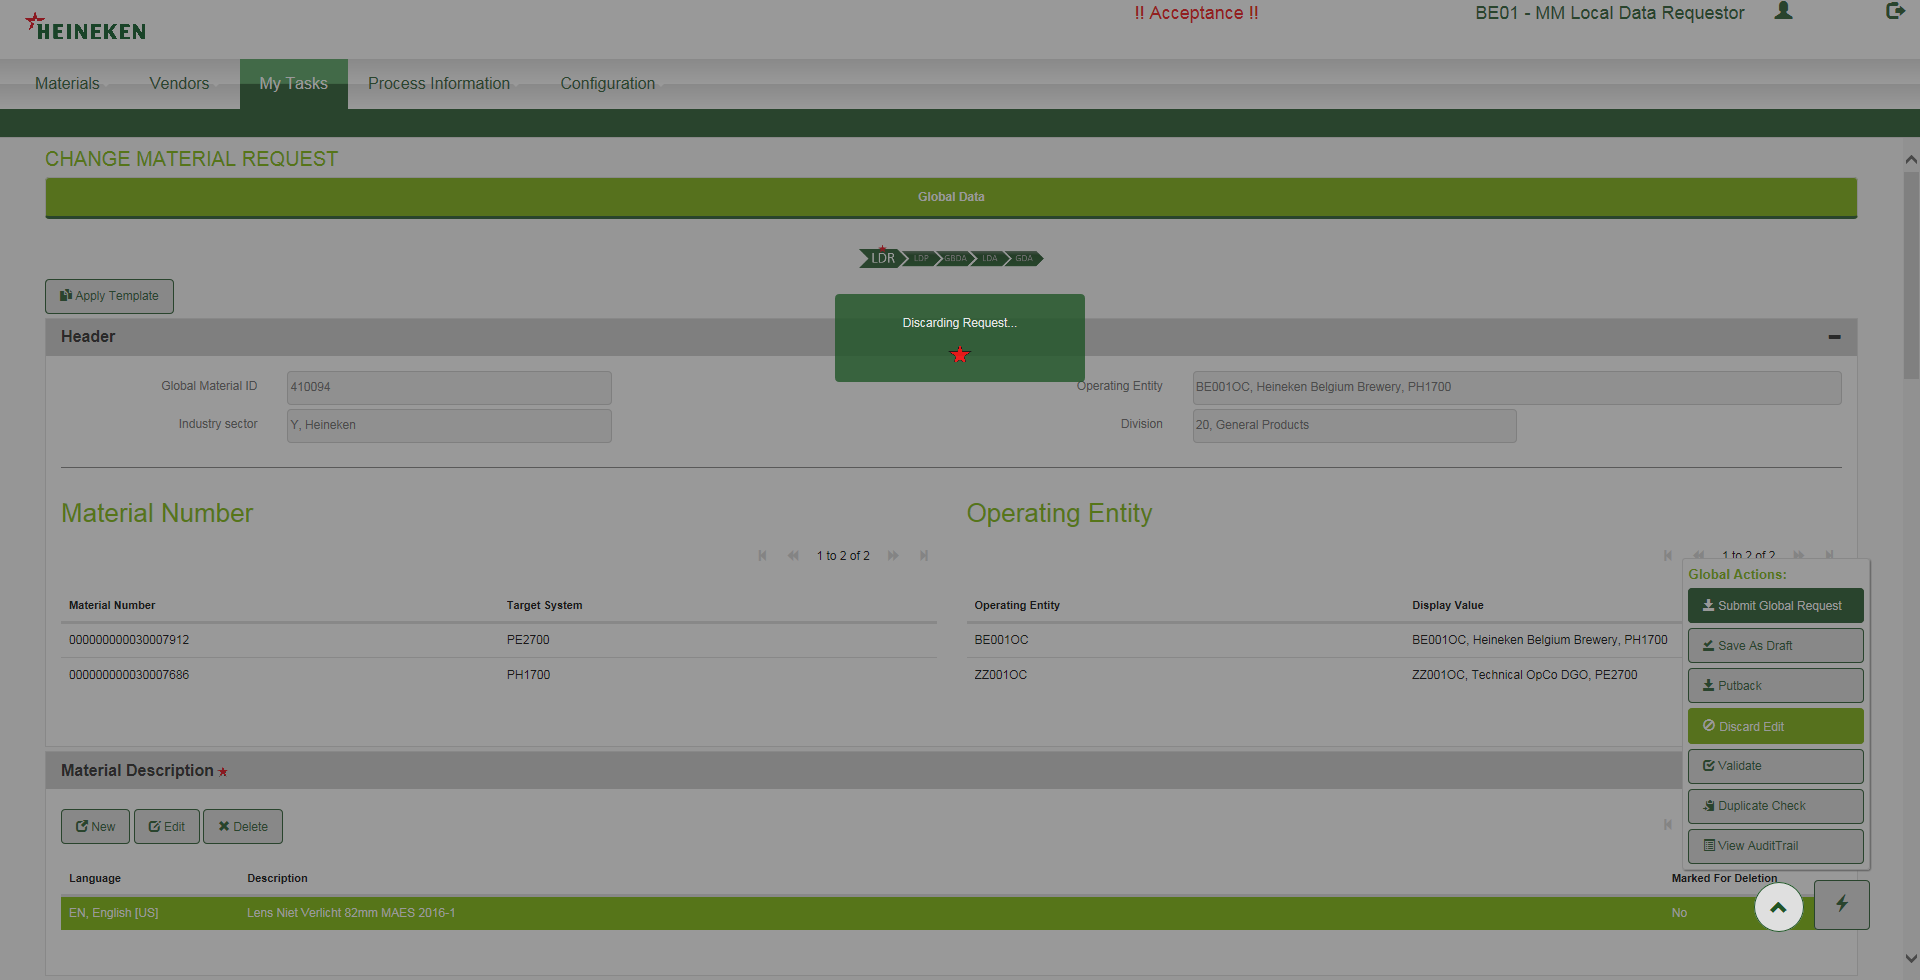 HEINEKEN
!! Acceptance !!
BE01 - MM Local Data Requestor
Materials
Vendors
My Tasks
Process Information
Configuration
CHANGE MATERIAL REQUEST
Global Data
LDR LDP GBDA LDA GDA
Apply Template
Discarding Request...
Header
Global Material ID 410094
Operating Entity BE001OC, Heineken Belgium Brewery, PH1700
Industry sector Y, Heineken
Division 20, General Products
Material Number
Operating Entity
1 to 2 of 2
1 to 2 of 2
Material Number Target System
000000000030007912 PE2700
000000000030007686 PH1700
Operating Entity Display Value
BE001OC BE001OC, Heineken Belgium Brewery, PH1700
ZZ001OC ZZ001OC, Technical OpCo DGO, PE2700
Global Actions:
Submit Global Request
Save As Draft
Putback
Discard Edit
Validate
Duplicate Check
View AuditTrail
Material Description
New Edit Delete
Language Description Marked For Deletion
EN, English [US] Lens Niet Verlicht 82mm MAES 2016-1 No